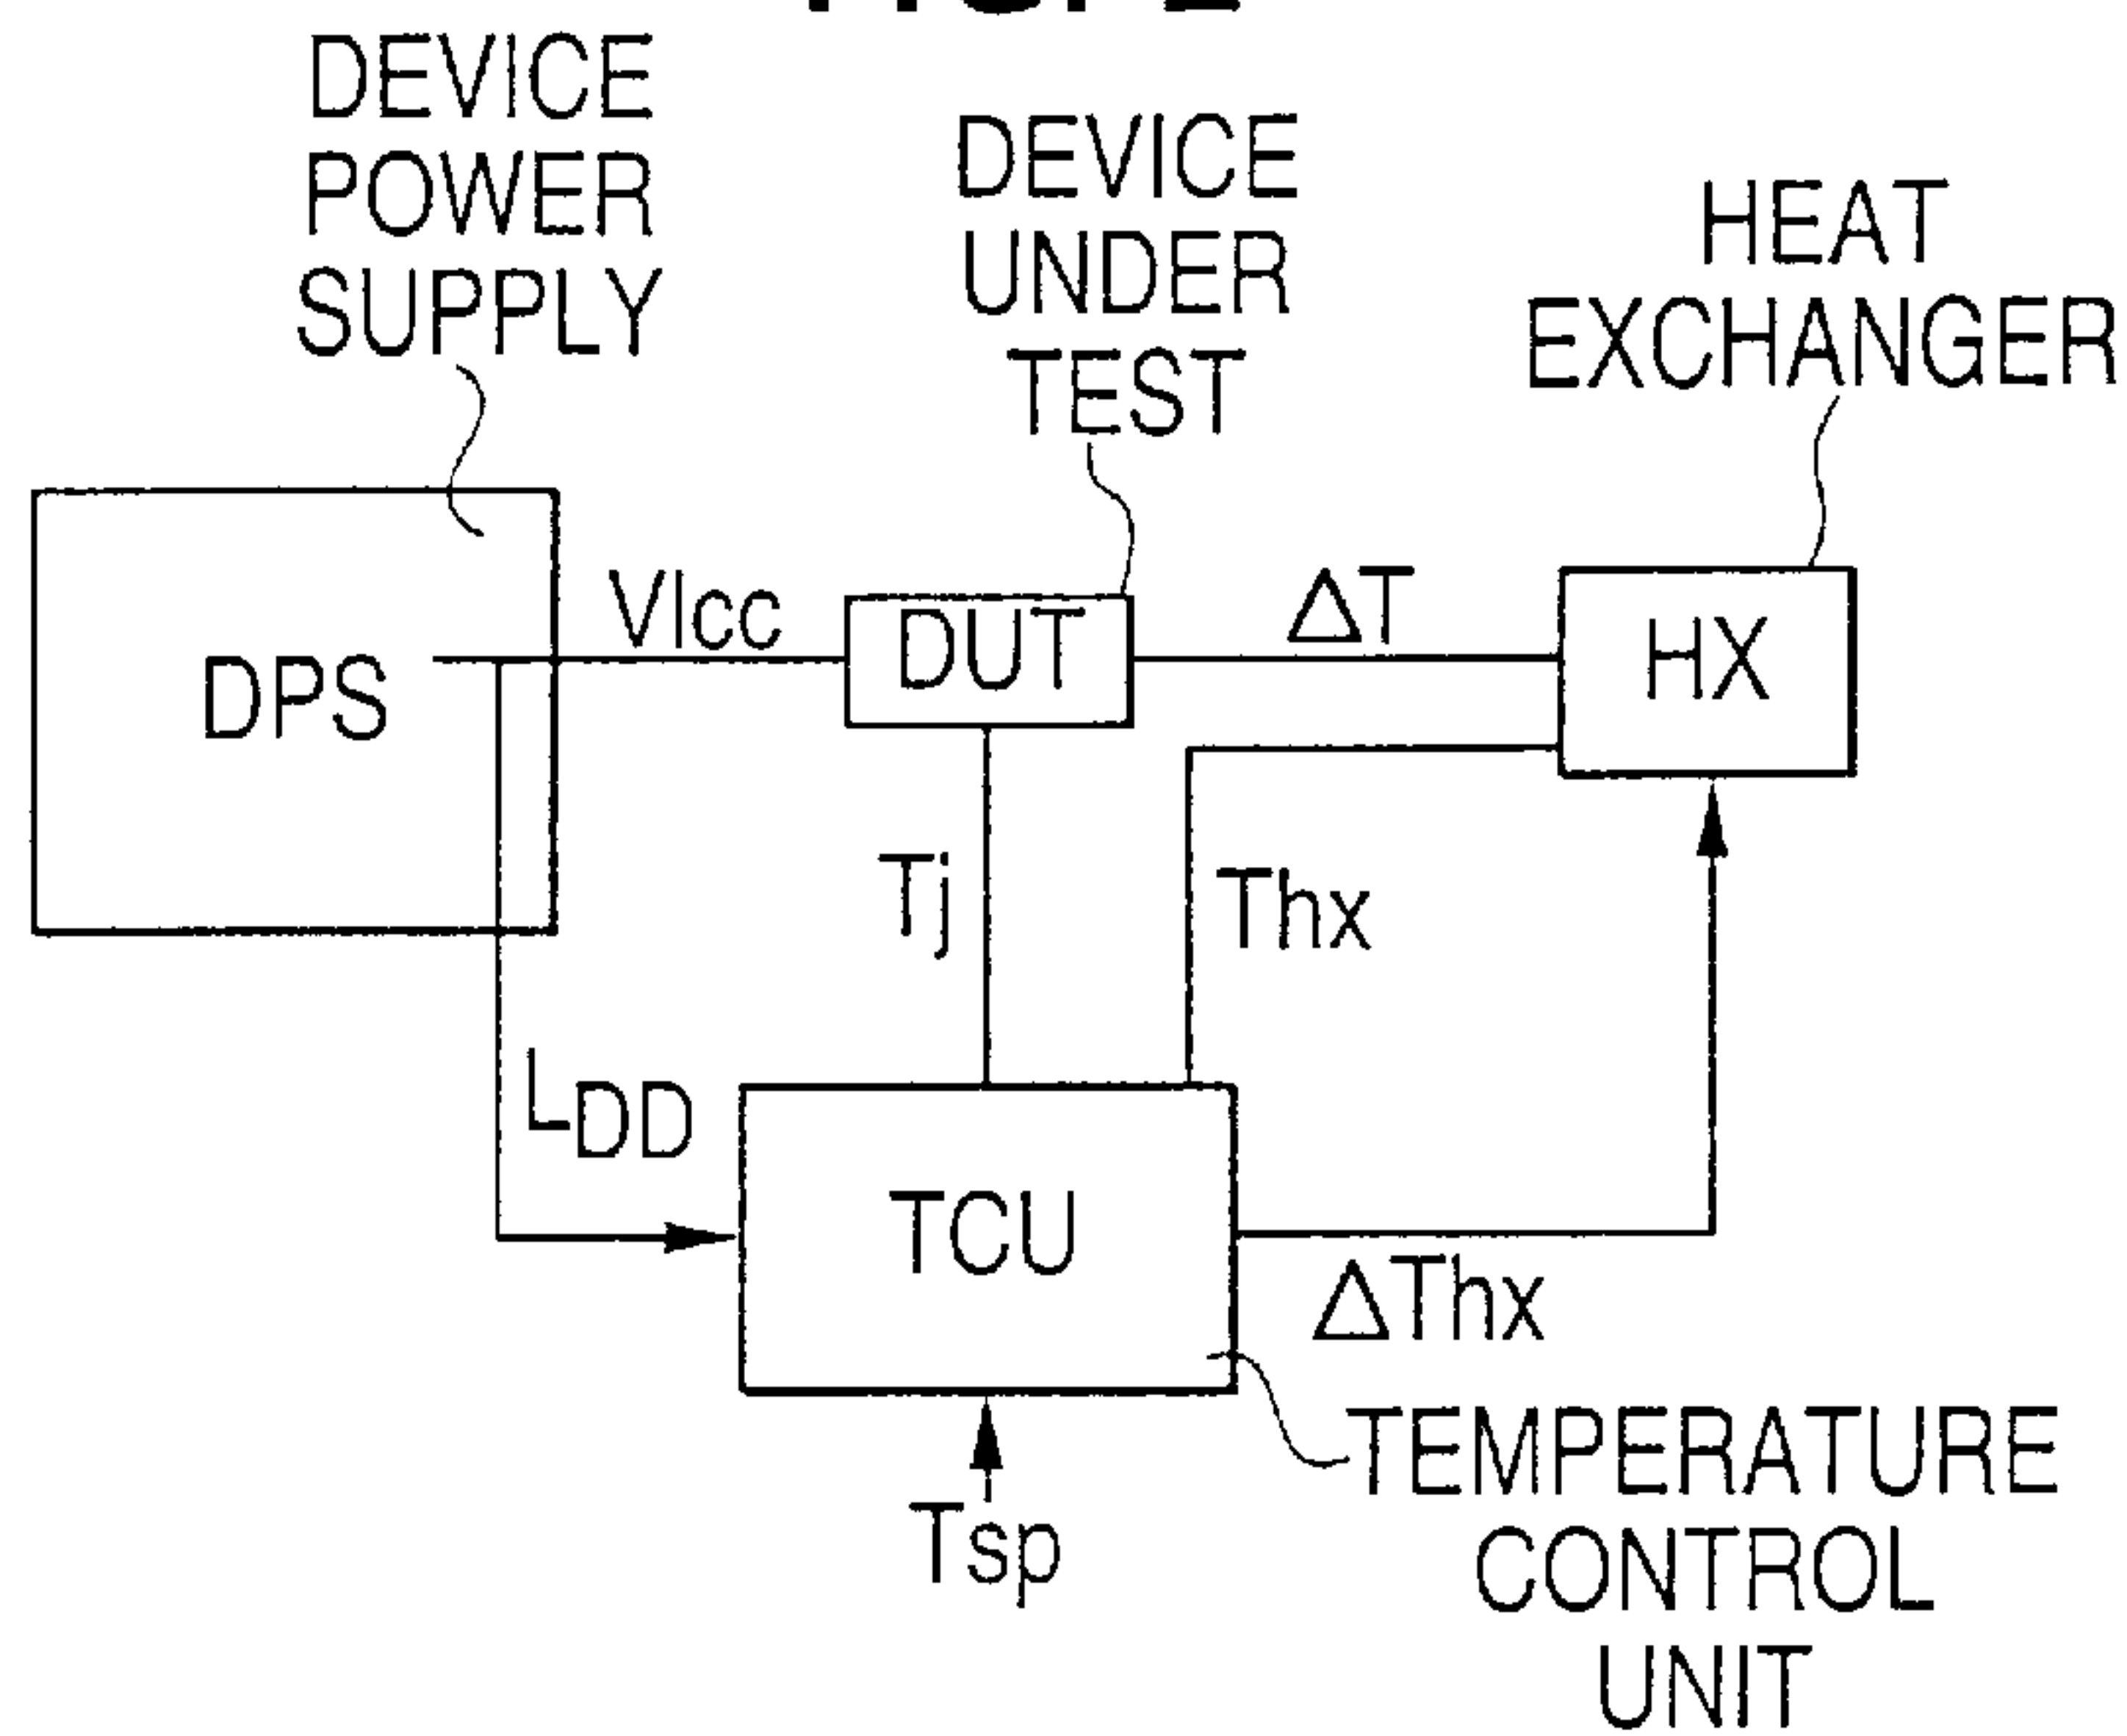 DEVICE
POWER
SUPPLY
DEVICE
UNDER
TEST
HEAT
EXCHANGER
DPS
VIcc
DUT
ΔT
HX
Tj
Thx
LDD
TCU
ΔThx
Tsp
TEMPERATURE
CONTROL
UNIT